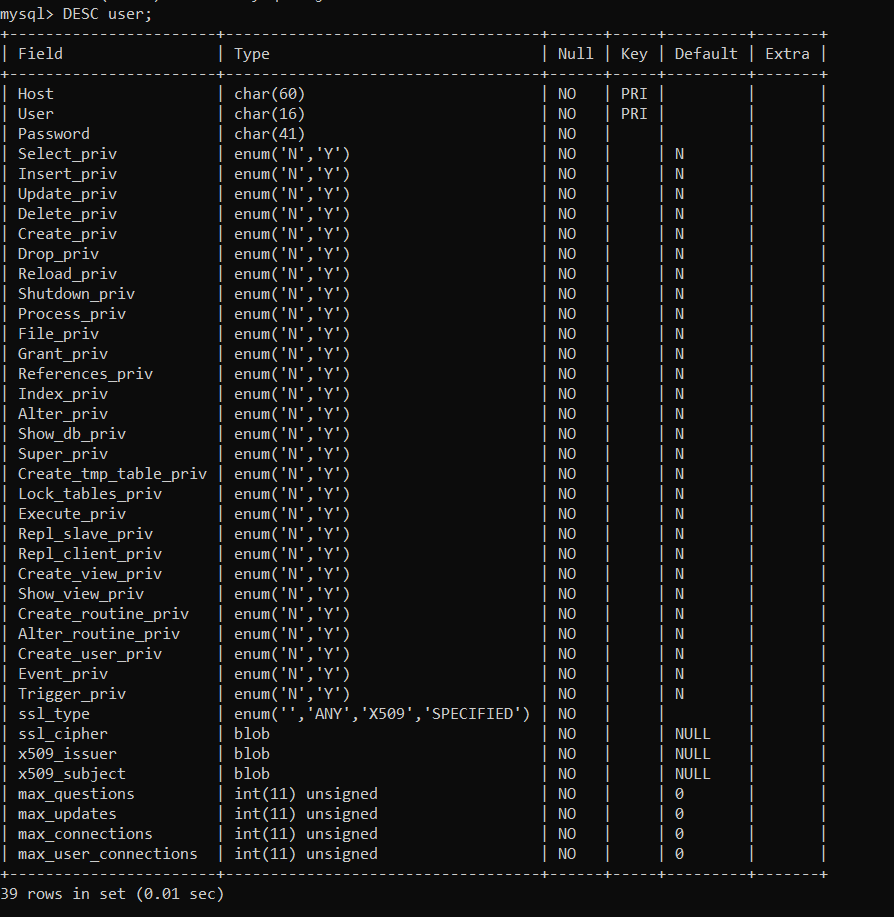 mysql> DESC user;
+-----------------------+-----------------------------------+------+-----+---------+-------+
| Field                 | Type                              | Null | Key | Default | Extra |
+-----------------------+-----------------------------------+------+-----+---------+-------+
| Host                  | char(60)                          | NO   | PRI |         |       |
| User                  | char(16)                          | NO   | PRI |         |       |
| Password              | char(41)                          | NO   |     |         |       |
| Select_priv           | enum('N','Y')                     | NO   |     | N       |       |
| Insert_priv           | enum('N','Y')                     | NO   |     | N       |       |
| Update_priv           | enum('N','Y')                     | NO   |     | N       |       |
| Delete_priv           | enum('N','Y')                     | NO   |     | N       |       |
| Create_priv           | enum('N','Y')                     | NO   |     | N       |       |
| Drop_priv             | enum('N','Y')                     | NO   |     | N       |       |
| Reload_priv           | enum('N','Y')                     | NO   |     | N       |       |
| Shutdown_priv         | enum('N','Y')                     | NO   |     | N       |       |
| Process_priv          | enum('N','Y')                     | NO   |     | N       |       |
| File_priv             | enum('N','Y')                     | NO   |     | N       |       |
| Grant_priv            | enum('N','Y')                     | NO   |     | N       |       |
| References_priv       | enum('N','Y')                     | NO   |     | N       |       |
| Index_priv            | enum('N','Y')                     | NO   |     | N       |       |
| Alter_priv            | enum('N','Y')                     | NO   |     | N       |       |
| Show_db_priv          | enum('N','Y')                     | NO   |     | N       |       |
| Super_priv            | enum('N','Y')                     | NO   |     | N       |       |
| Create_tmp_table_priv | enum('N','Y')                     | NO   |     | N       |       |
| Lock_tables_priv      | enum('N','Y')                     | NO   |     | N       |       |
| Execute_priv          | enum('N','Y')                     | NO   |     | N       |       |
| Repl_slave_priv       | enum('N','Y')                     | NO   |     | N       |       |
| Repl_client_priv      | enum('N','Y')                     | NO   |     | N       |       |
| Create_view_priv      | enum('N','Y')                     | NO   |     | N       |       |
| Show_view_priv        | enum('N','Y')                     | NO   |     | N       |       |
| Create_routine_priv   | enum('N','Y')                     | NO   |     | N       |       |
| Alter_routine_priv    | enum('N','Y')                     | NO   |     | N       |       |
| Create_user_priv      | enum('N','Y')                     | NO   |     | N       |       |
| Event_priv            | enum('N','Y')                     | NO   |     | N       |       |
| Trigger_priv          | enum('N','Y')                     | NO   |     | N       |       |
| ssl_type              | enum('','ANY','X509','SPECIFIED') | NO   |     |         |       |
| ssl_cipher            | blob                              | NO   |     | NULL    |       |
| x509_issuer           | blob                              | NO   |     | NULL    |       |
| x509_subject          | blob                              | NO   |     | NULL    |       |
| max_questions         | int(11) unsigned                  | NO   |     | 0       |       |
| max_updates           | int(11) unsigned                  | NO   |     | 0       |       |
| max_connections       | int(11) unsigned                  | NO   |     | 0       |       |
| max_user_connections  | int(11) unsigned                  | NO   |     | 0       |       |
+-----------------------+-----------------------------------+------+-----+---------+-------+
39 rows in set (0.01 sec)